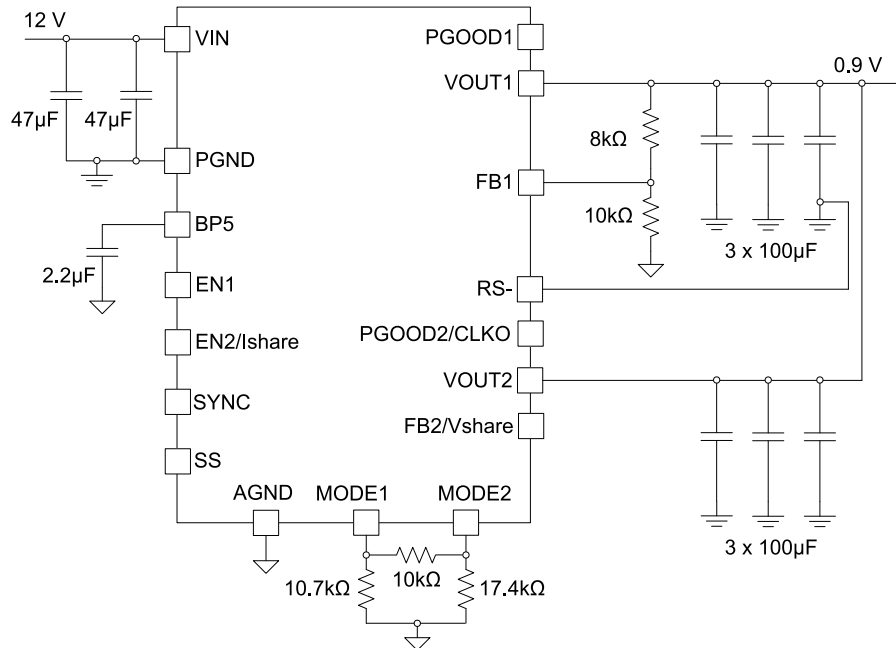 12 V
VIN
PGOOD1
VOUT1
0.9 V
47µF
47µF
8kΩ
PGND
FB1
10kΩ
BP5
3 x 100µF
2.2µF
EN1
RS-
EN2/Ishare
PGOOD2/CLKO
VOUT2
SYNC
FB2/Vshare
SS
AGND
MODE1
MODE2
3 x 100µF
10.7kΩ
10kΩ
17.4kΩ